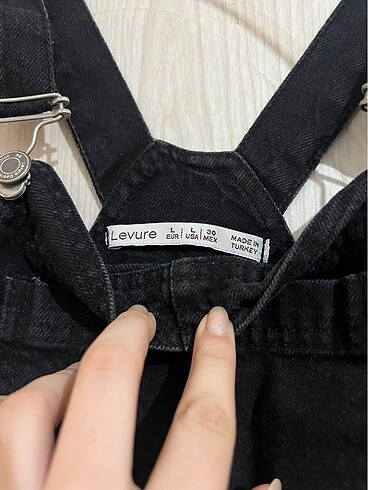 Levure
L EUR | L USA | 30 MEX
MADE IN
TURKEY